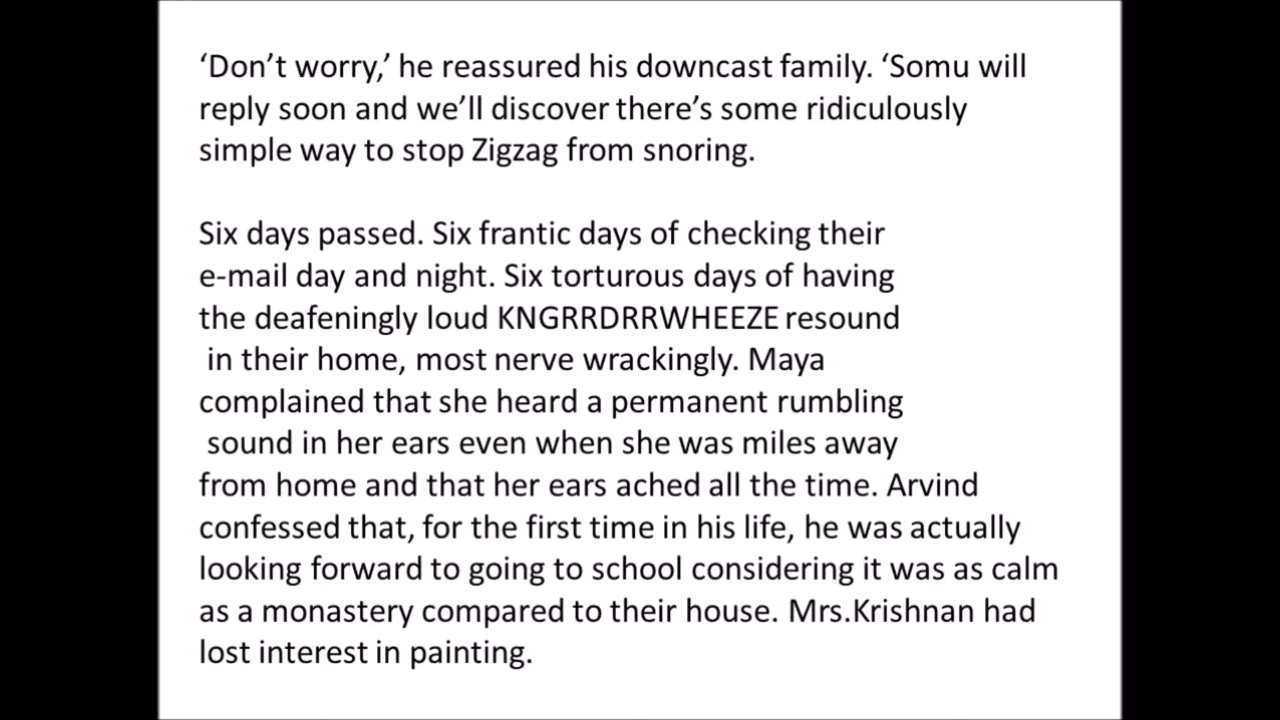 ‘Don’t worry,’ he reassured his downcast family. ‘Somu will
reply soon and we’ll discover there’s some ridiculously
simple way to stop Zigzag from snoring.
Six days passed. Six frantic days of checking their
e-mail day and night. Six torturous days of having
the deafeningly loud KNGRRDRRWHEEZE resound
in their home, most nerve wrackingly. Maya
complained that she heard a permanent rumbling
sound in her ears even when she was miles away
from home and that her ears ached all the time. Arvind
confessed that, for the first time in his life, he was actually
looking forward to going to school considering it was as calm
as a monastery compared to their house. Mrs.Krishnan had
lost interest in painting.